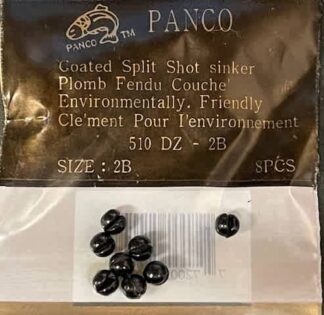 PANCO
PANCO TM
Coated Split Shot sinker
Plomb Fendu Couche'
Environmentally. Friendly
Cle'ment Pour l'environnement
510 DZ - 2B
SIZE : 2B 8PCS